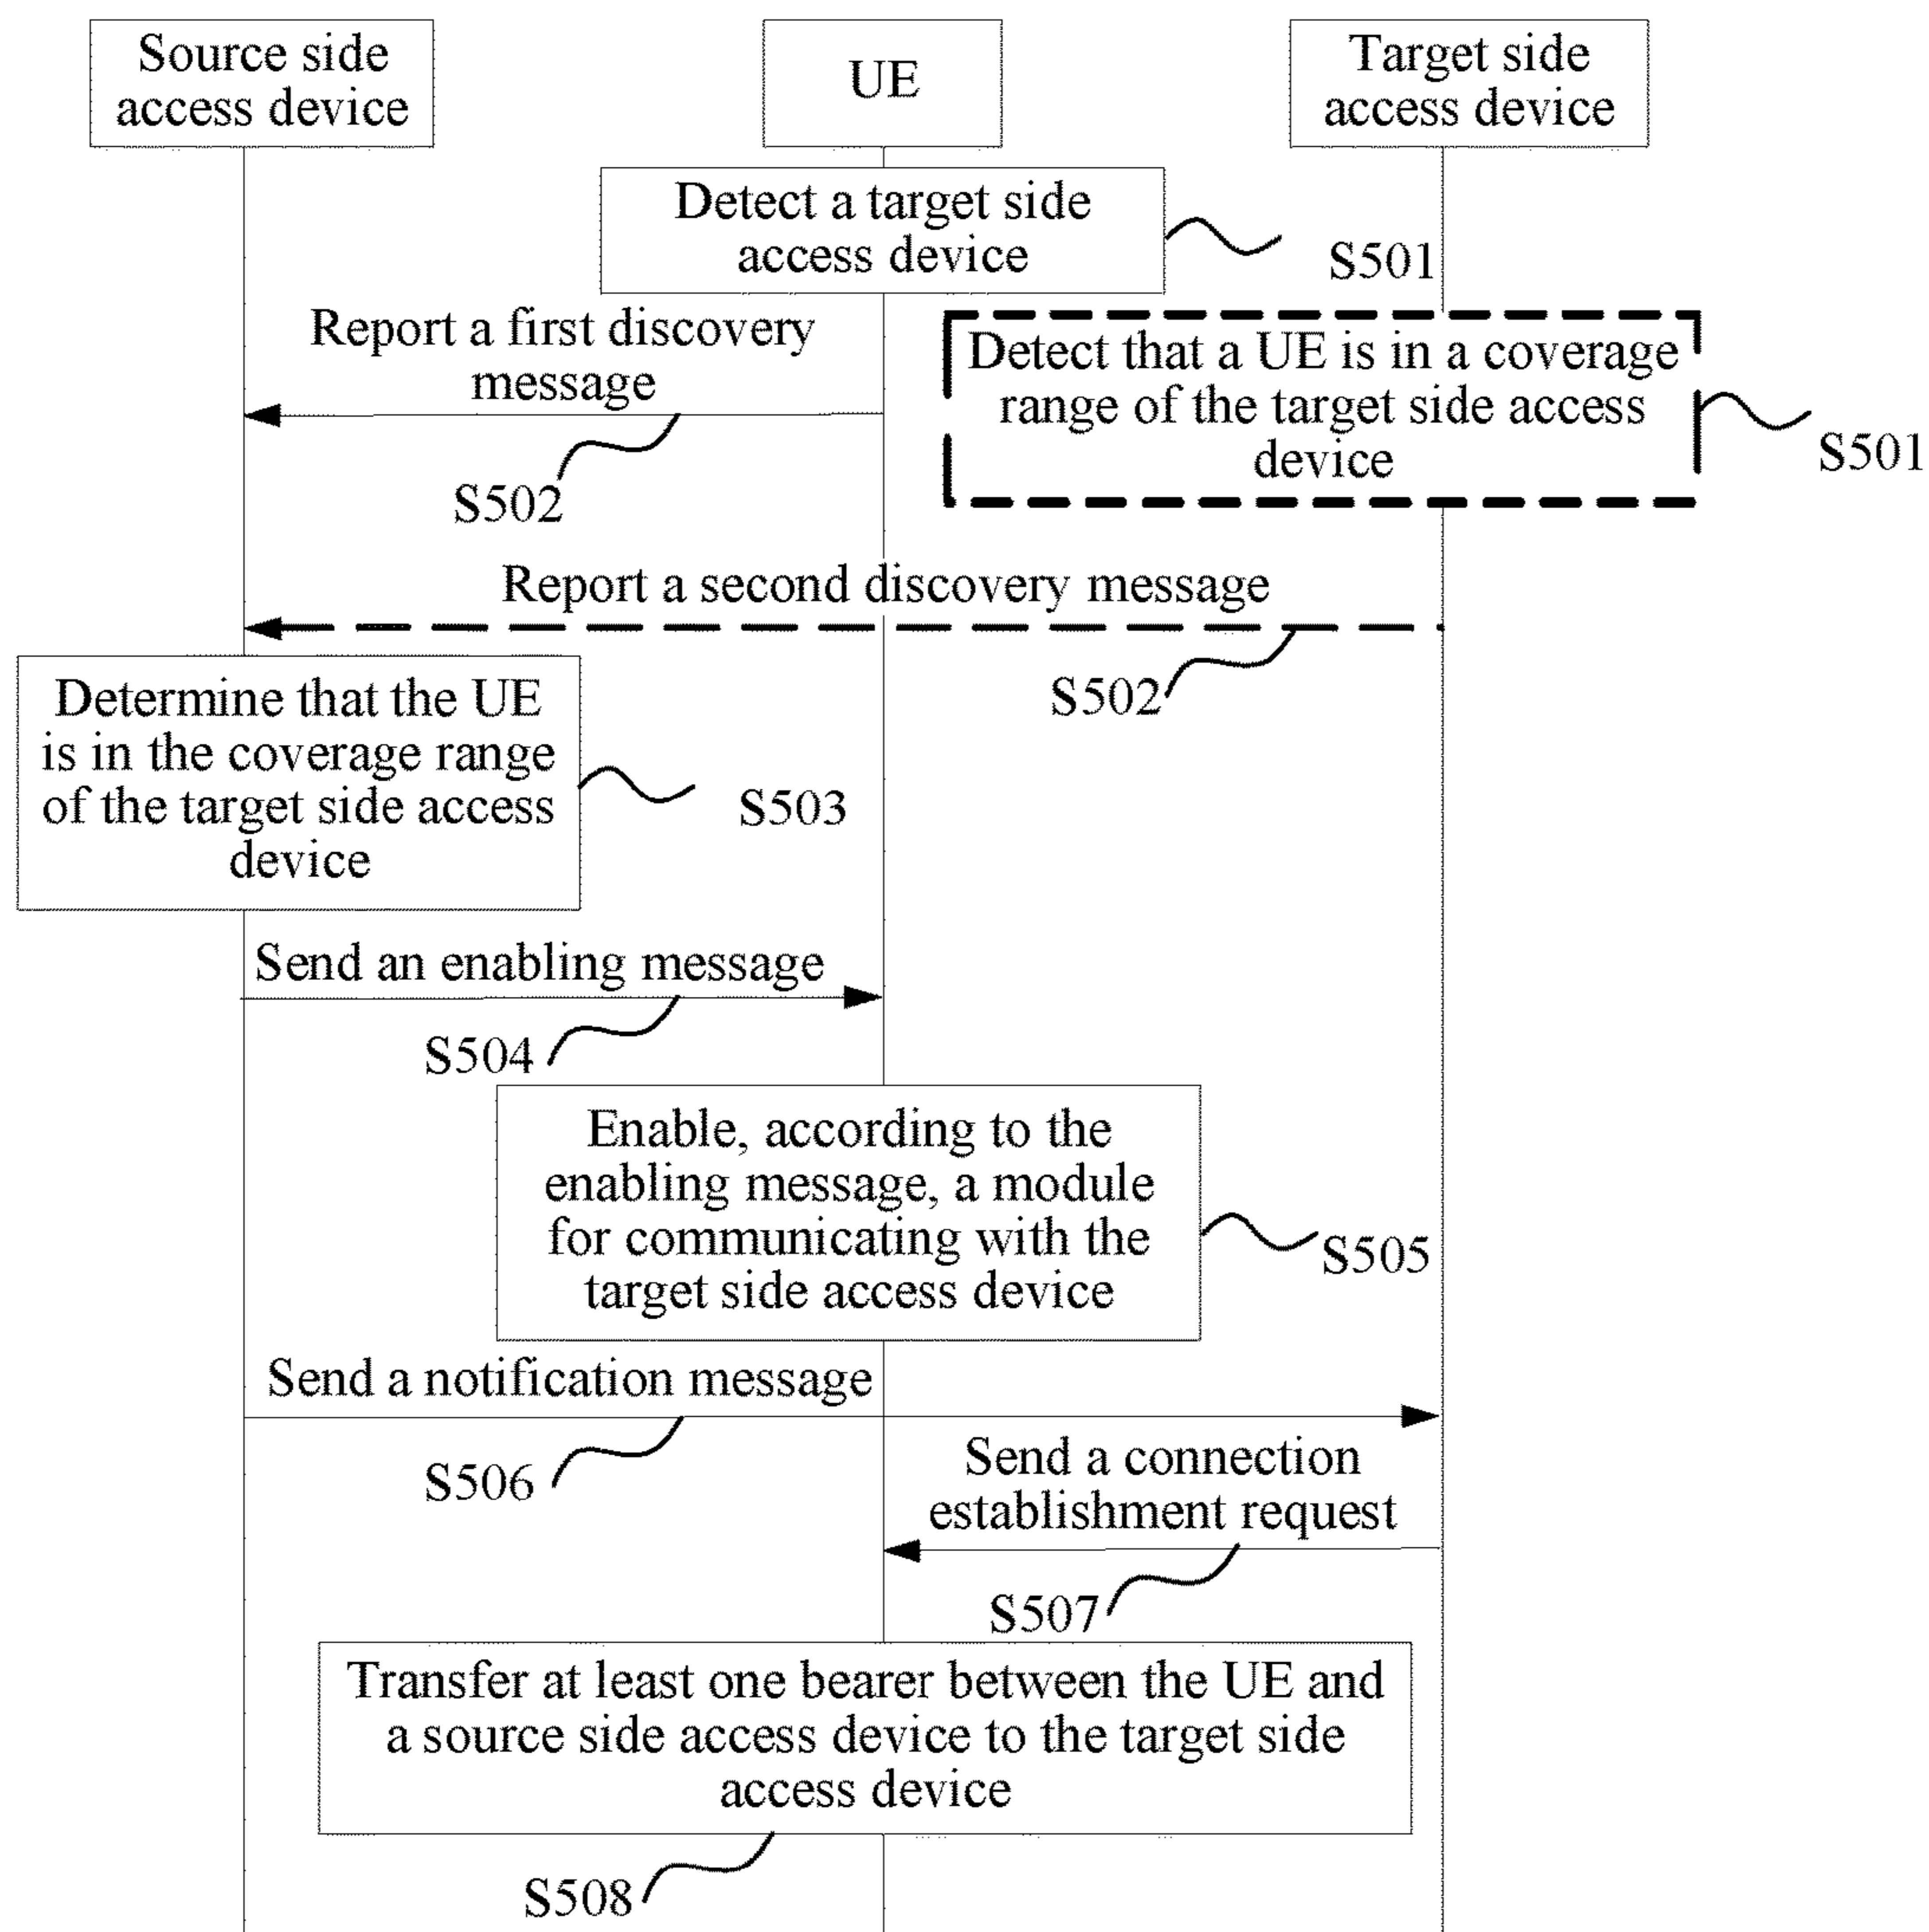 Source side
access device
UE
Target side
access device
Detect a target side
access device
S501
Report a first discovery
message
S502
Detect that a UE is in a coverage
range of the target side access
device
S501
Report a second discovery message
S502
Determine that the UE
is in the coverage range
of the target side access
device
S503
Send an enabling message
S504
Enable, according to the
enabling message, a module
for communicating with the
target side access device
S505
Send a notification message
S506
Send a connection
establishment request
S507
Transfer at least one bearer between the UE and
a source side access device to the target side
access device
S508